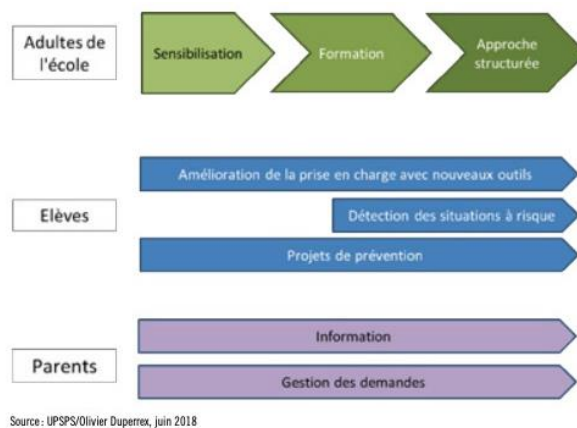 Adultes de
l'école
Sensibilisation
Formation
Approche
structurée
Elèves
Amélioration de la prise en charge avec nouveaux outils
Détection des situations à risque
Projets de prévention
Parents
Information
Gestion des demandes
Source: UPSPS/Olivier Duperrex, juin 2018